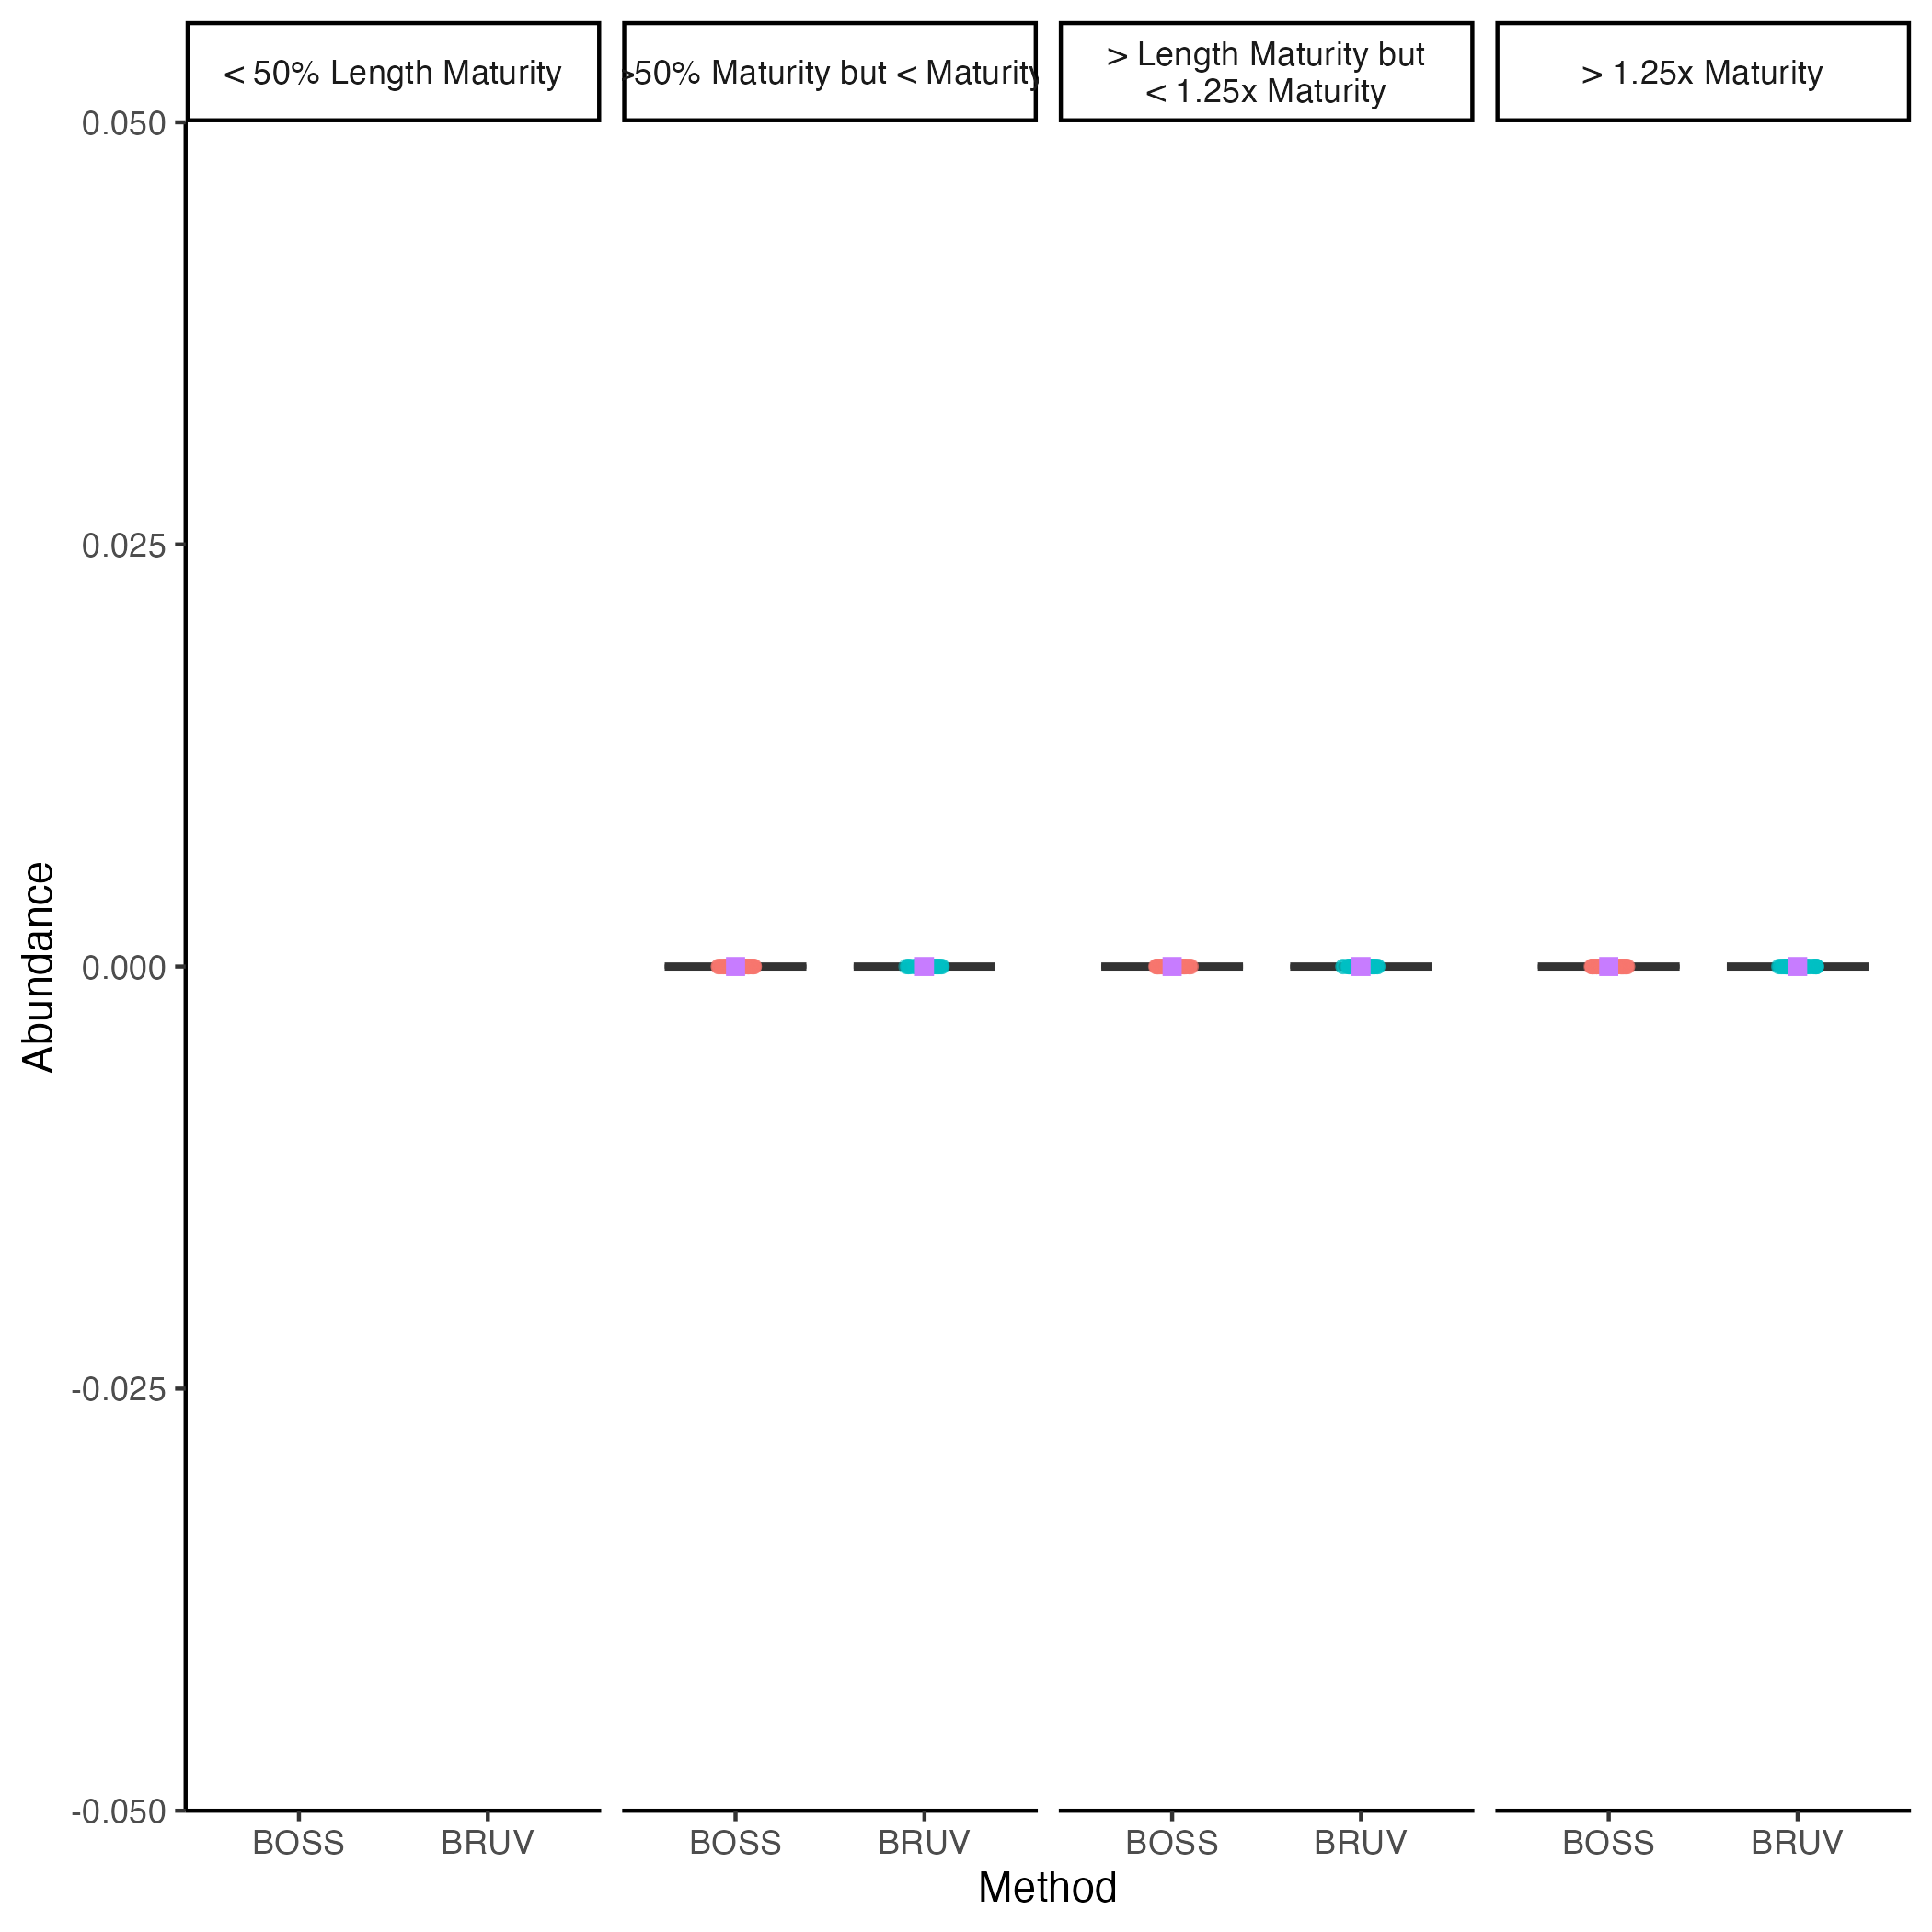 < 50% Length Maturity
>50% Maturity but < Maturity
> Length Maturity but
< 1.25x Maturity
> 1.25x Maturity
0.050
0.025
0.000
-0.025
-0.050
Abundance
BOSS BRUV BOSS BRUV BOSS BRUV BOSS BRUV
Method